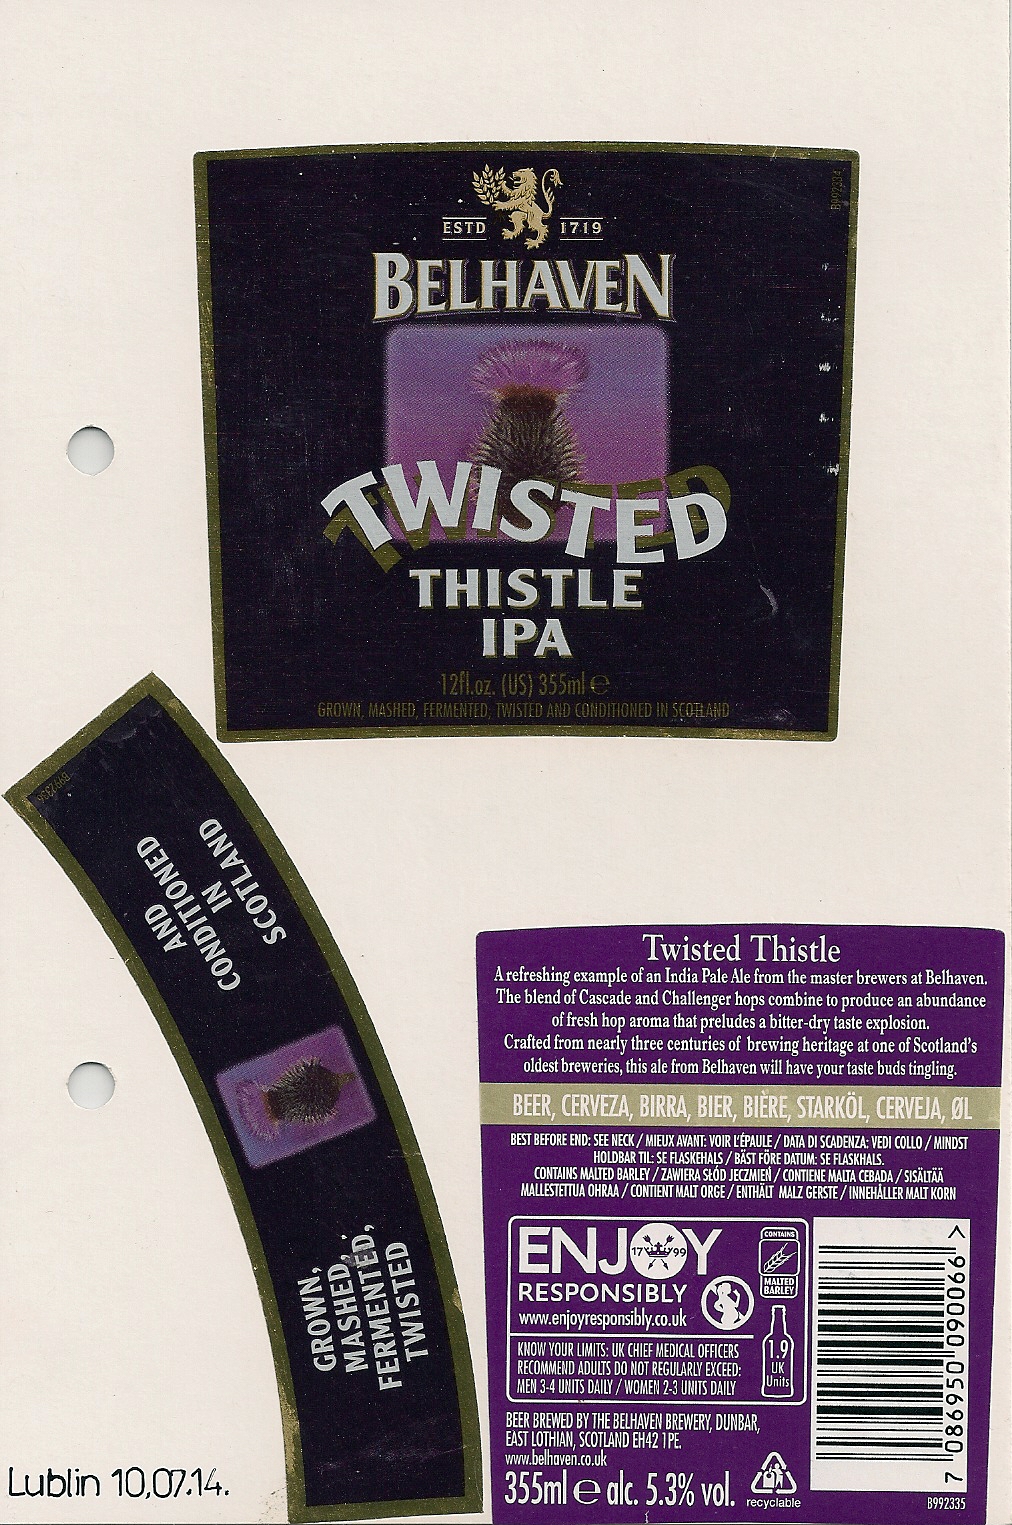 B992334
ESTD 1719
BELHAVEN
TWISTED
THISTLE
IPA
12fl.oz. (US) 355ml e
GROWN, MASHED, FERMENTED, TWISTED AND CONDITIONED IN SCOTLAND
B992336
GROWN,
MASHED,
FERMENTED,
TWISTED
AND
CONDITIONED
IN
SCOTLAND
Twisted Thistle
A refreshing example of an India Pale Ale from the master brewers at Belhaven.
The blend of Cascade and Challenger hops combine to produce an abundance
of fresh hop aroma that preludes a bitter-dry taste explosion.
Crafted from nearly three centuries of brewing heritage at one of Scotland's
oldest breweries, this ale from Belhaven will have your taste buds tingling.
BEER, CERVEZA, BIRRA, BIER, BIÈRE, STARKÖL, CERVEJA, ØL
BEST BEFORE END: SEE NECK / MIEUX AVANT: VOIR L'ÉPAULE / DATA DI SCADENZA: VEDI COLLO / MINDST
HOLDBAR TIL: SE FLASKEHALS / BÄST FÖRE DATUM: SE FLASKHALS.
CONTAINS MALTED BARLEY / ZAWIERA SŁÓD JECZMIEŃ / CONTIENE MALTA CEBADA / SISÄLTÄÄ
MALLESTETTUA OHRAA / CONTIENT MALT ORGE / ENTHÄLT MALZ GERSTE / INNEHÅLLER MALT KORN
ENJOY
17 99
RESPONSIBLY
www.enjoyresponsibly.co.uk
CONTAINS
MALTED
BARLEY
KNOW YOUR LIMITS: UK CHIEF MEDICAL OFFICERS
RECOMMEND ADULTS DO NOT REGULARLY EXCEED:
MEN 3-4 UNITS DAILY / WOMEN 2-3 UNITS DAILY
1.9
UK
Units
BEER BREWED BY THE BELHAVEN BREWERY, DUNBAR,
EAST LOTHIAN, SCOTLAND EH42 1PE.
www.belhaven.co.uk
355ml e alc. 5.3% vol.
recyclable
7 086950 090066 >
B992335
Lublin 10,07.14.